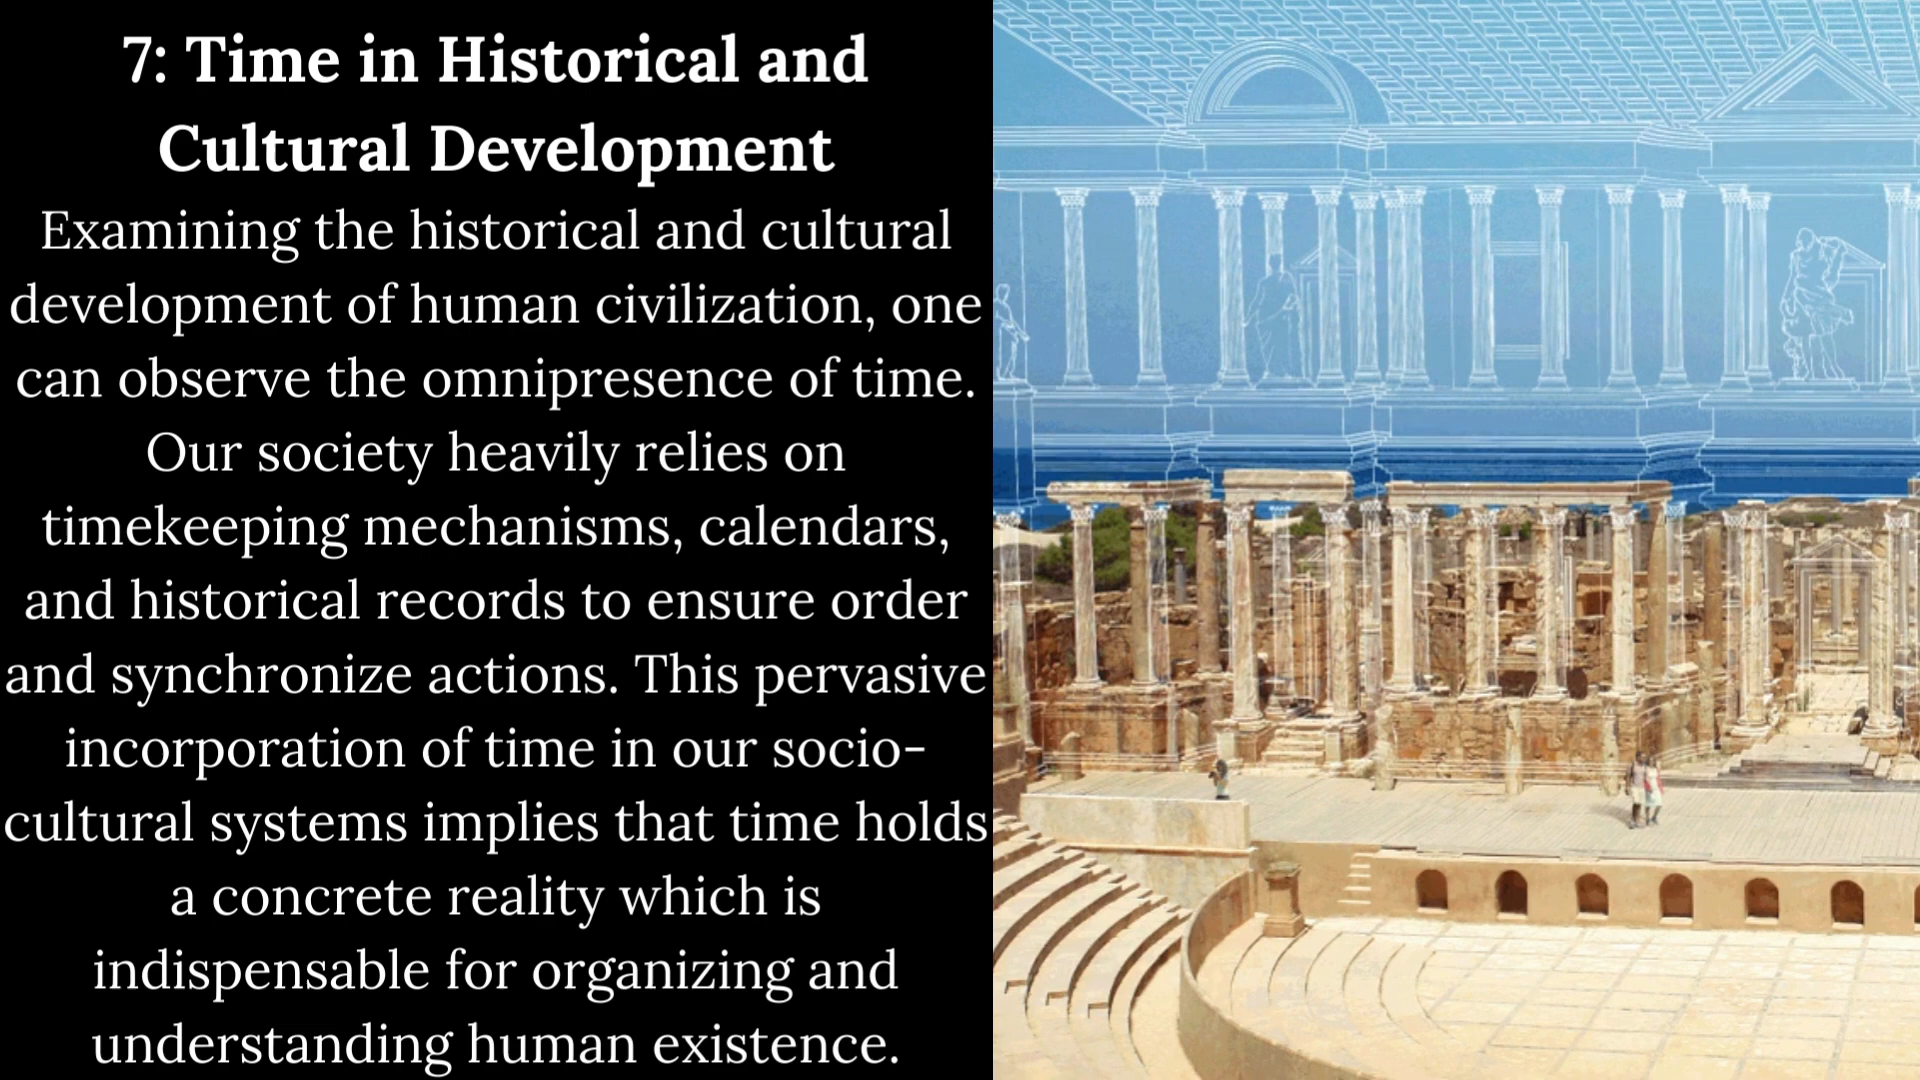 7: Time in Historical and
Cultural Development
Examining the historical and cultural
development of human civilization, one
can observe the omnipresence of time.
Our society heavily relies on
timekeeping mechanisms, calendars,
and historical records to ensure order
and synchronize actions. This pervasive
incorporation of time in our socio-
cultural systems implies that time holds
a concrete reality which is
indispensable for organizing and
understanding human existence.